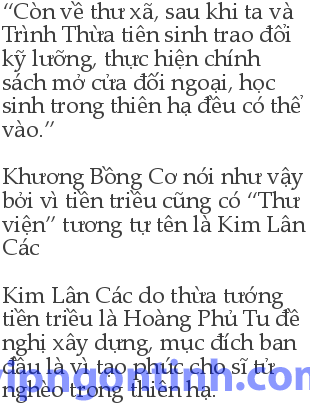 “Còn về thư xã, sau khi ta và
Trình Thừa tiên sinh trao đổi
kỹ lưỡng, thực hiện chính
sách mở cửa đối ngoại, học
sinh trong thiên hạ đều có thể
vào.”
Khương Bồng Cơ nói như vậy
bởi vì tiền triều cũng có “Thư
viện” tương tự tên là Kim Lân
Các
Kim Lân Các do thừa tướng
tiền triều là Hoàng Phủ Tu đề
nghị xây dựng, mục đích ban
đầu là vì tạo phúc cho sĩ tử
nghèo trong thiên hạ.
vipngontinh.com